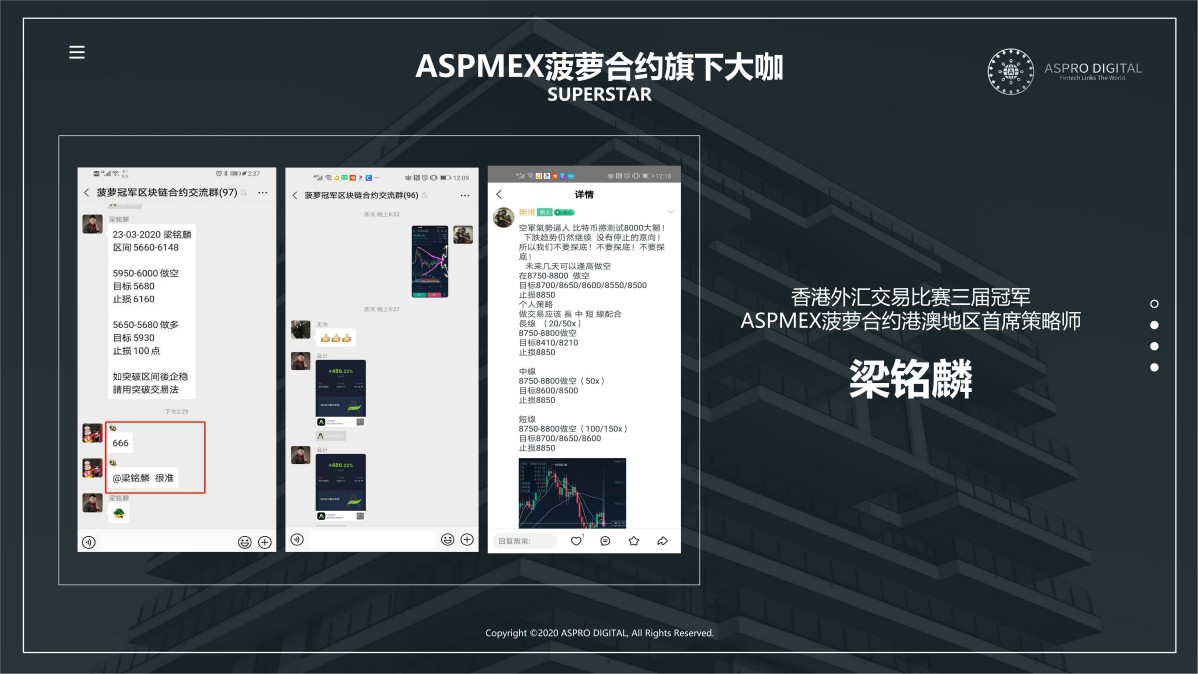 ASPMEX菠萝合约旗下大咖
SUPERSTAR
ASPRO DIGITAL
Fintech Links The World
2:37
菠萝冠军区块链合约交流群(97)
梁铭麟
23-03-2020 梁铭麟
区间 5660-6148
5950-6000 做空
目标 5680
止损 6160
5650-5680 做多
目标 5930
止损 100 点
如突破区间後企稳
請用突破交易法
下午2:29
666
@梁铭麟 很准
梁铭麟
12:09
菠萝冠军区块链合约交流群(96)
昨天 晚上9:02
昨天 晚上9:27
+486.22%
+486.22%
12:10
详情
無常
空軍氣勢逼人 比特币將测试8000大關！
下跌趋势仍然继续 没有停止的意向！
所以我们不要探底！不要探底！不要探
底！
未来几天可以逢高做空
在8750-8800 做空
目标8700/8650/8600/8550/8500
止损8850
个人策略
做交易应该 長 中 短 線配合
長線 （20/50x）
8750-8800做空
目标8410/8210
止损8850
中線
8750-8800做空（50x）
目标8600/8500
止损8850
短線
8750-8800做空（100/150x）
目标8700/8650/8600
止损8850
回复無常:
1
香港外汇交易比赛三届冠军
ASPMEX菠萝合约港澳地区首席策略师
梁铭麟
Copyright ©2020 ASPRO DIGITAL, All Rights Reserved.